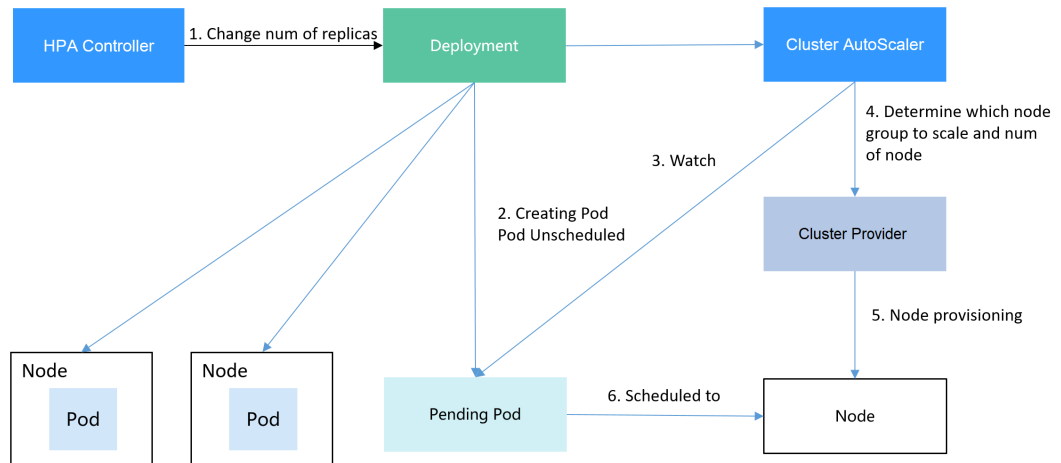 HPA Controller
1. Change num of replicas
Deployment
Cluster AutoScaler
4. Determine which node
group to scale and num
of node
3. Watch
2. Creating Pod
Pod Unscheduled
Cluster Provider
5. Node provisioning
Node
Pod
Node
Pod
Pending Pod
6. Scheduled to
Node